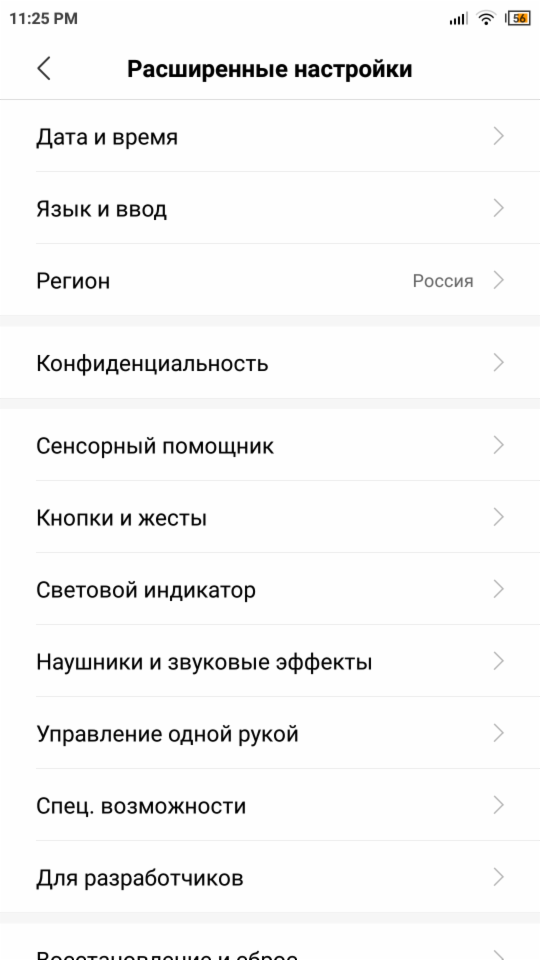 11:25 PM
56
Расширенные настройки
Дата и время
Язык и ввод
Регион Россия
Конфиденциальность
Сенсорный помощник
Кнопки и жесты
Световой индикатор
Наушники и звуковые эффекты
Управление одной рукой
Спец. возможности
Для разработчиков
Восстановление и сброс